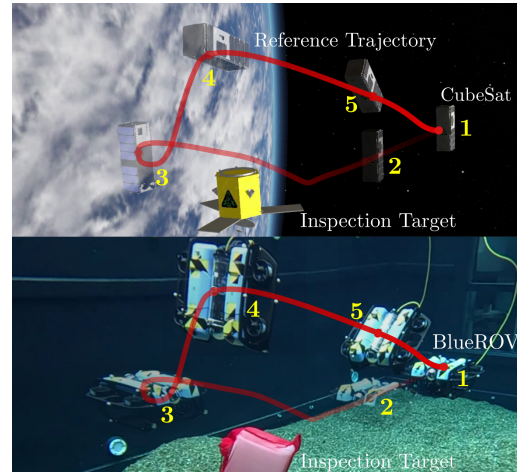 Reference Trajectory
4
CubeSat
5
1
2
3
Inspection Target
5
4
BlueROV
1
2
3
Inspection Target